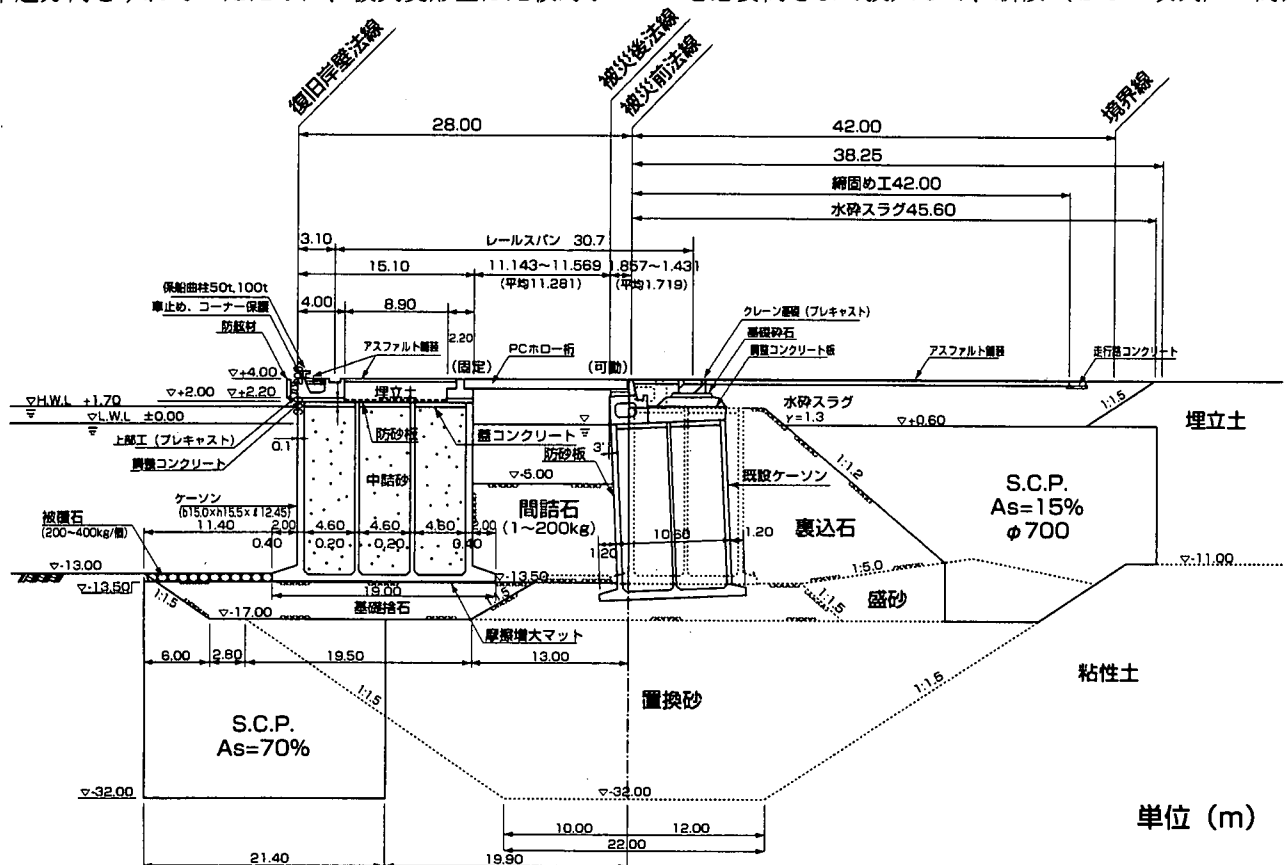 復旧岸壁法線
被災後法線
被災前法線
境界線
28.00
42.00
38.25
締固め工42.00
水砕スラグ45.60
3.10
レールスパン 30.7
15.10
11.143～11.569
1.857～1.431
(平均11.281)
(平均1.719)
係船曲柱50t,100t
車止め、コーナー保護
防舷材
4.00
8.90
2.20
アスファルト舗装
(固定)
PCホロー桁
(可動)
クレーン基礎（プレキャスト）
基礎砕石
調整コンクリート板
アスファルト舗装
走行路コンクリート
▽+4.00
▽+2.00
▽+2.20
埋立土
▽H.W.L +1.70
▽L.W.L ±0.00
水砕スラグ
γ=1.3
▽+0.60
1:1.5
埋立土
上部工（プレキャスト）
調整コンクリート
0.1
防砂板
蓋コンクリート
3°
防砂板
既設ケーソン
1:1.2
中詰砂
▽-5.00
間詰石
(1～200kg)
裏込石
S.C.P.
As=15%
φ700
ケーソン
(b15.0×h15.5×ℓ12.45)
被覆石
(200～400kg/個)
11.40
2.00
4.60
4.60
4.60
2.00
0.40
0.20
0.20
0.40
1.20
10.60
1.20
▽-11.00
▽-13.00
▽-13.50
▽-13.50
19.00
基礎捨石
1:1.5
▽-17.00
1:1.5
摩擦増大マット
1:5.0
1:1.5
盛砂
6.00
2.80
19.50
13.00
1:1.5
置換砂
1:1.5
粘性土
S.C.P.
As=70%
▽-32.00
▽-32.00
10.00
12.00
22.00
21.40
19.90
単位（m）